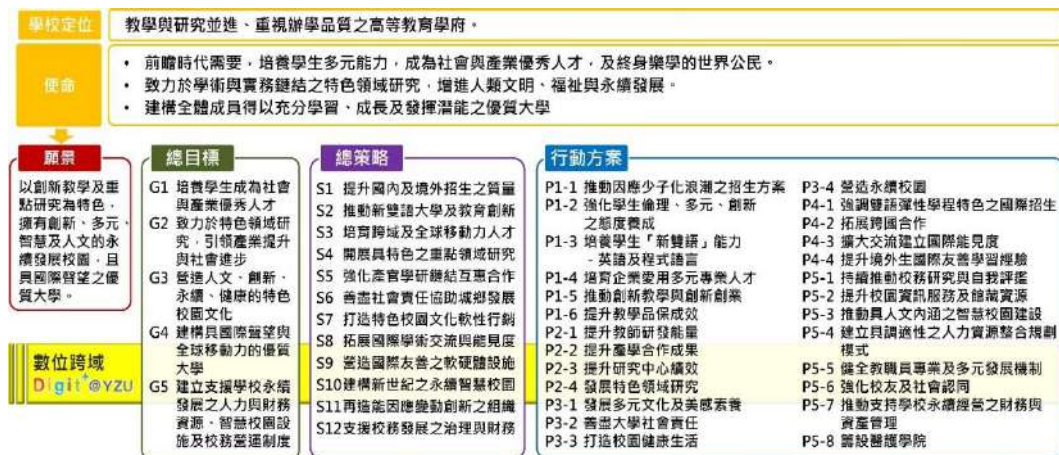 學校定位
教學與研究並進、重視辦學品質之高等教育學府。
使命
• 前瞻時代需要，培養學生多元能力，成為社會與產業優秀人才，及終身樂學的世界公民。
• 致力於學術與實務鏈結之特色領域研究，增進人類文明、福祉與永續發展。
• 建構全體成員得以充分學習、成長及發揮潛能之優質大學
願景
以創新教學及重
點研究為特色，
擁有創新、多元、
智慧及人文的永
續發展校園，且
具國際聲望之優
質大學。
數位跨域
Digit+@YZU
總目標
G1 培養學生成為社會
與產業優秀人才
G2 致力於特色領域研
究，引領產業提升
與社會進步
G3 營造人文、創新、
永續、健康的特色
校園文化
G4 建構具國際聲望與
全球移動力的優質
大學
G5 建立支援學校永續
發展之人力與財務
資源、智慧校園設
施及校務營運制度
總策略
S1 提升國內及境外招生之質量
S2 推動新雙語大學及教育創新
S3 培育跨域及全球移動力人才
S4 開展具特色之重點領域研究
S5 強化產官學研鏈結互惠合作
S6 善盡社會責任協助城鄉發展
S7 打造特色校園文化軟性行銷
S8 拓展國際學術交流與能見度
S9 營造國際友善之軟硬體設施
S10建構新世紀之永續智慧校園
S11再造能因應變動創新之組織
S12支援校務發展之治理與財務
行動方案
P1-1 推動因應少子化浪潮之招生方案
P1-2 強化學生倫理、多元、創新
之態度養成
P1-3 培養學生「新雙語」能力
- 英語及程式語言
P1-4 培育企業愛用多元專業人才
P1-5 推動創新教學與創新創業
P1-6 提升教學品保成效
P2-1 提升教師研發能量
P2-2 提升產學合作成果
P2-3 提升研究中心績效
P2-4 發展特色領域研究
P3-1 發展多元文化及美感素養
P3-2 善盡大學社會責任
P3-3 打造校園健康生活
P3-4 營造永續校園
P4-1 強調雙語彈性學程特色之國際招生
P4-2 拓展跨國合作
P4-3 擴大交流建立國際能見度
P4-4 提升境外生國際友善學習經驗
P5-1 持續推動校務研究與自我評鑑
P5-2 提升校園資訊服務及館藏資源
P5-3 推動具人文內涵之智慧校園建設
P5-4 建立具調適性之人力資源整合規劃
模式
P5-5 健全教職員專業及多元發展機制
P5-6 強化校友及社會認同
P5-7 推動支持學校永續經營之財務與
資產管理
P5-8 籌設醫護學院